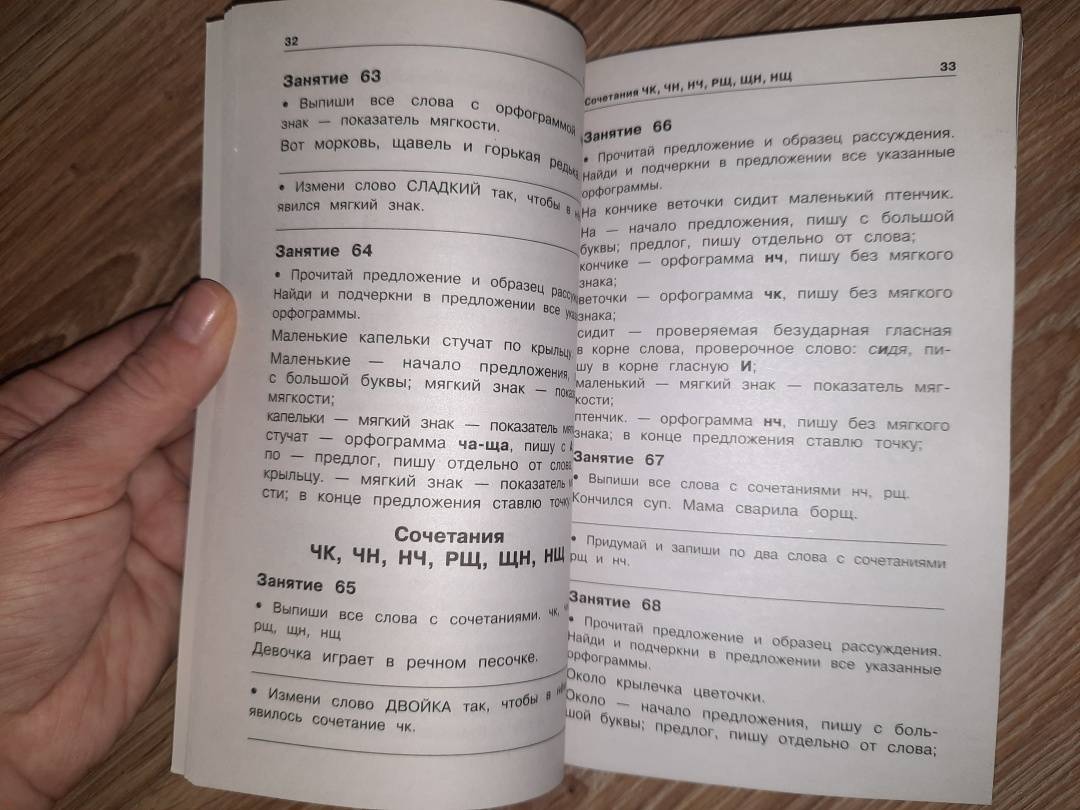 32
Занятие 63
• Выпиши все слова с орфограммой
знак — показатель мягкости.
Вот морковь, щавель и горькая редька
• Измени слово СЛАДКИЙ так, чтобы в
явился мягкий знак.
Занятие 64
• Прочитай предложение и образец
Найди и подчеркни в предложении все
орфограммы.
Маленькие капельки стучат по крыльцу.
Маленькие — начало предложения,
с большой буквы; мягкий знак —
мягкости;
капельки — мягкий знак — показатель
стучат — орфограмма ча-ща, пишу с
по — предлог, пишу отдельно от слова
крыльцу. — мягкий знак — показатель
сти; в конце предложения ставлю точку
Сочетания
ЧК, ЧН, НЧ, РЩ, ЩН, НЩ
Занятие 65
• Выпиши все слова с сочетаниями. чк,
рщ, щн, нщ
Девочка играет в речном песочке.
• Измени слово ДВОЙКА так, чтобы в
явилось сочетание чк.
Сочетания ЧК, ЧН, НЧ, РЩ, ЩН, НЩ
33
Занятие 66
• Прочитай предложение и образец рассуждения.
Найди и подчеркни в предложении все указанные
орфограммы.
На кончике веточки сидит маленький птенчик.
На — начало предложения, пишу с большой
буквы; предлог, пишу отдельно от слова;
кончике — орфограмма нч, пишу без мягкого
знака;
веточки — орфограмма чк, пишу без мягкого
знака;
сидит — проверяемая безударная гласная
в корне слова, проверочное слово: сидя, пи-
шу в корне гласную И;
маленький — мягкий знак — показатель мяг-
кости;
птенчик. — орфограмма нч, пишу без мягкого
знака; в конце предложения ставлю точку;
Занятие 67
• Выпиши все слова с сочетаниями нч, рщ.
Кончился суп. Мама сварила борщ.
• Придумай и запиши по два слова с сочетаниями
рщ и нч.
Занятие 68
• Прочитай предложение и образец рассуждения.
Найди и подчеркни в предложении все указанные
орфограммы.
Около крылечка цветочки.
Около — начало предложения, пишу с боль-
шой буквы; предлог, пишу отдельно от слова;